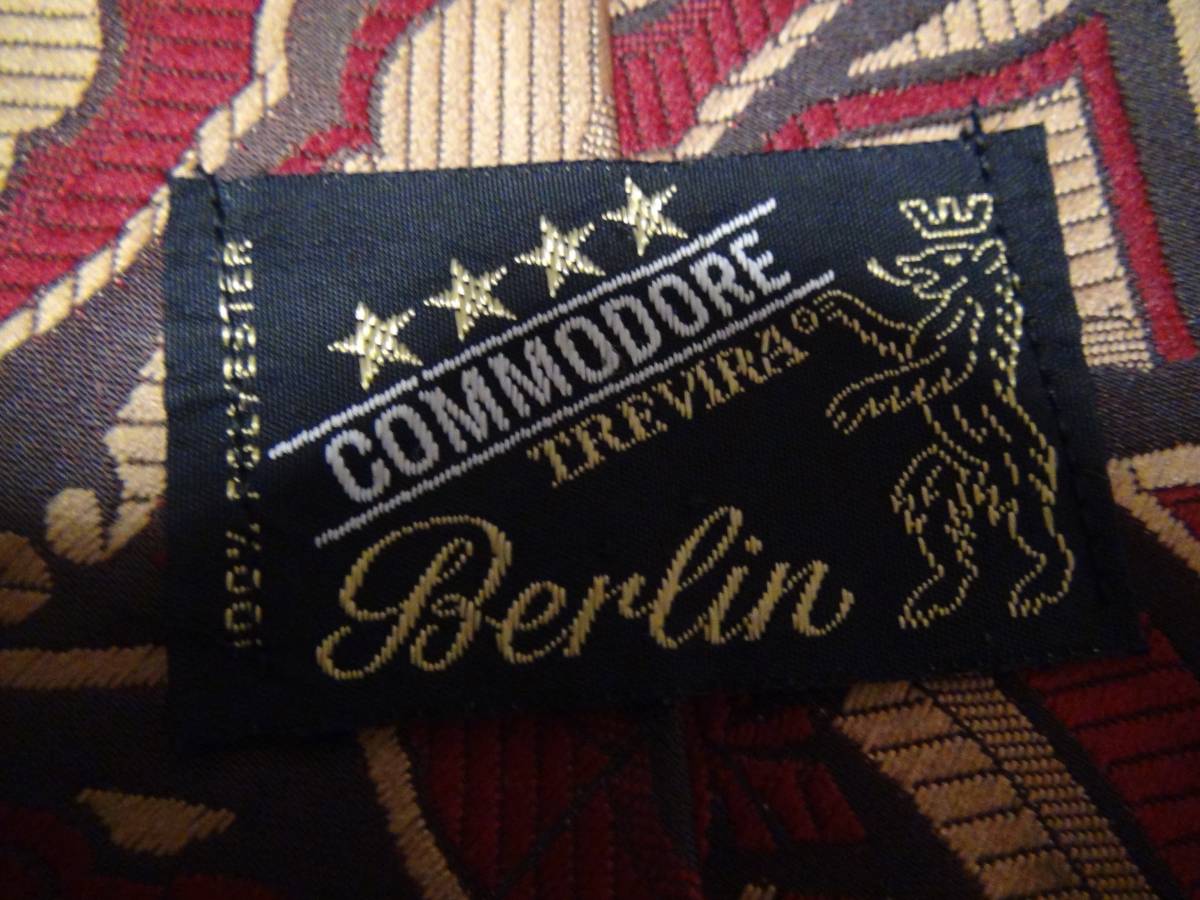 100% POLYESTER
COMMODORE
TREVIRA®
Berlin